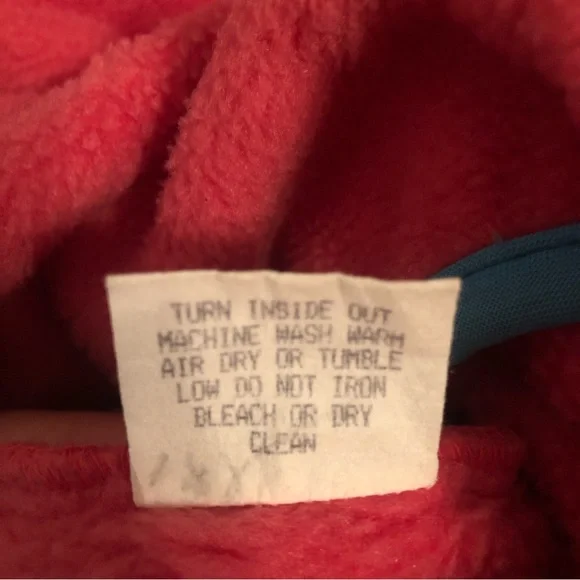 TURN INSIDE OUT
MACHINE WASH WARM
AIR DRY OR TUMBLE
LOW DO NOT IRON
BLEACH OR DRY
CLEAN